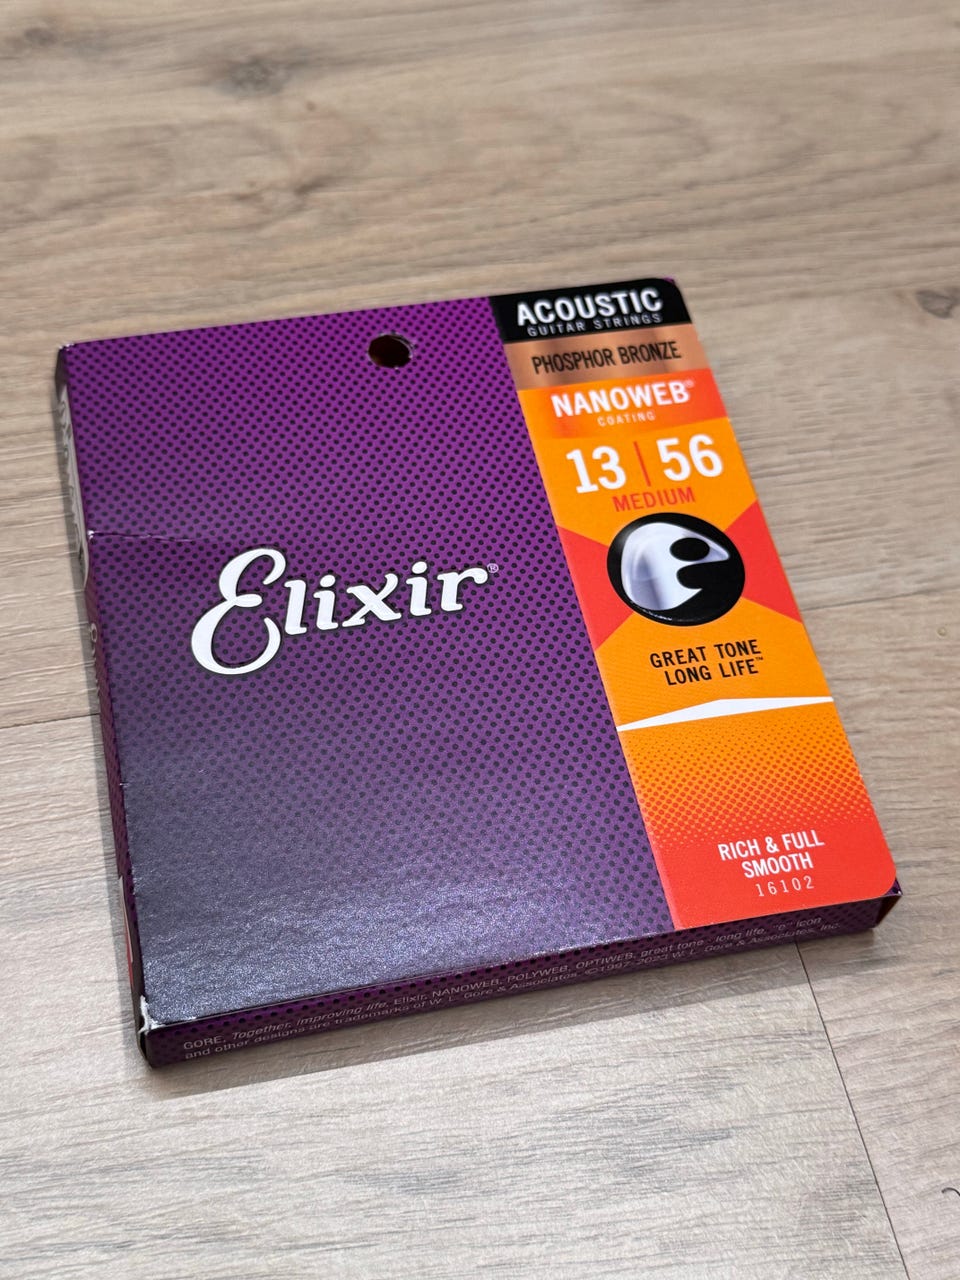 ACOUSTIC
GUITAR STRINGS
PHOSPHOR BRONZE
NANOWEB®
COATING
13 | 56
MEDIUM
Elixir®
GREAT TONE
LONG LIFE™
RICH & FULL
SMOOTH
16102
GORE, Together, improving life, Elixir, NANOWEB, POLYWEB, OPTIWEB, great tone · long life, "e" icon
and other designs are trademarks of W. L. Gore & Associates. ©1997-2023 W. L. Gore & Associates, Inc.